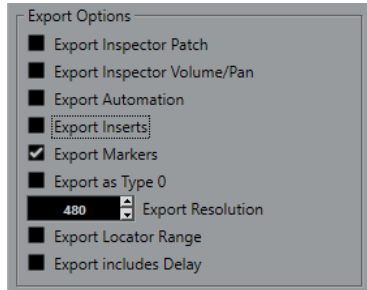 Export Options
Export Inspector Patch
Export Inspector Volume/Pan
Export Automation
Export Inserts
Export Markers
Export as Type 0
480 Export Resolution
Export Locator Range
Export includes Delay